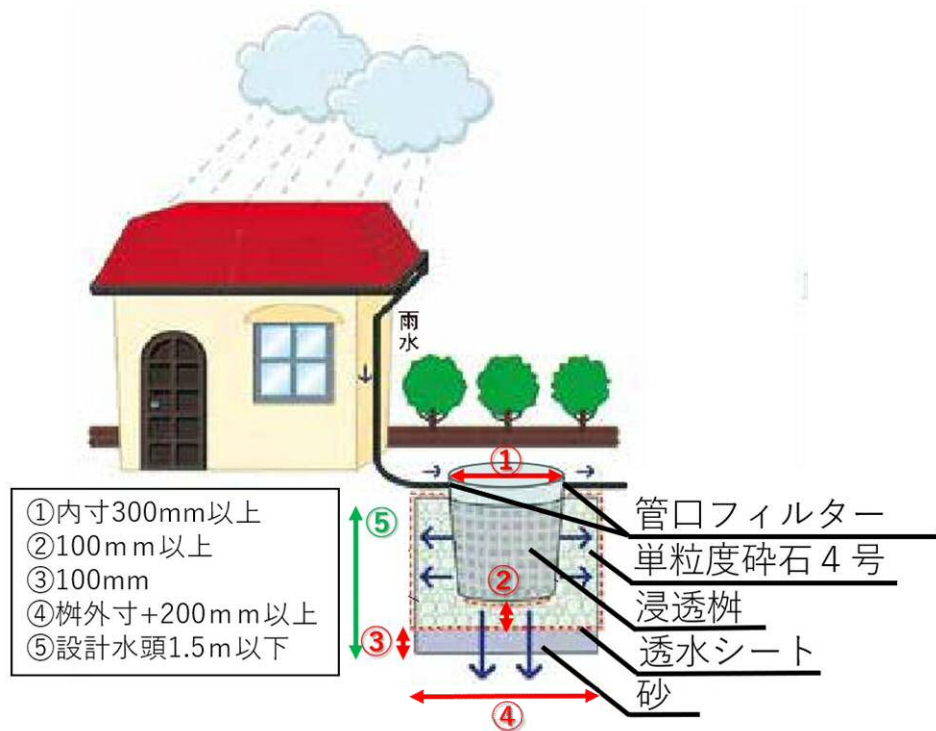 雨水
①
①内寸300mm以上
②100mm以上
③100mm
④桝外寸+200mm以上
⑤設計水頭1.5m以下
⑤
②
③
④
管口フィルター
単粒度砕石4号
浸透桝
透水シート
砂